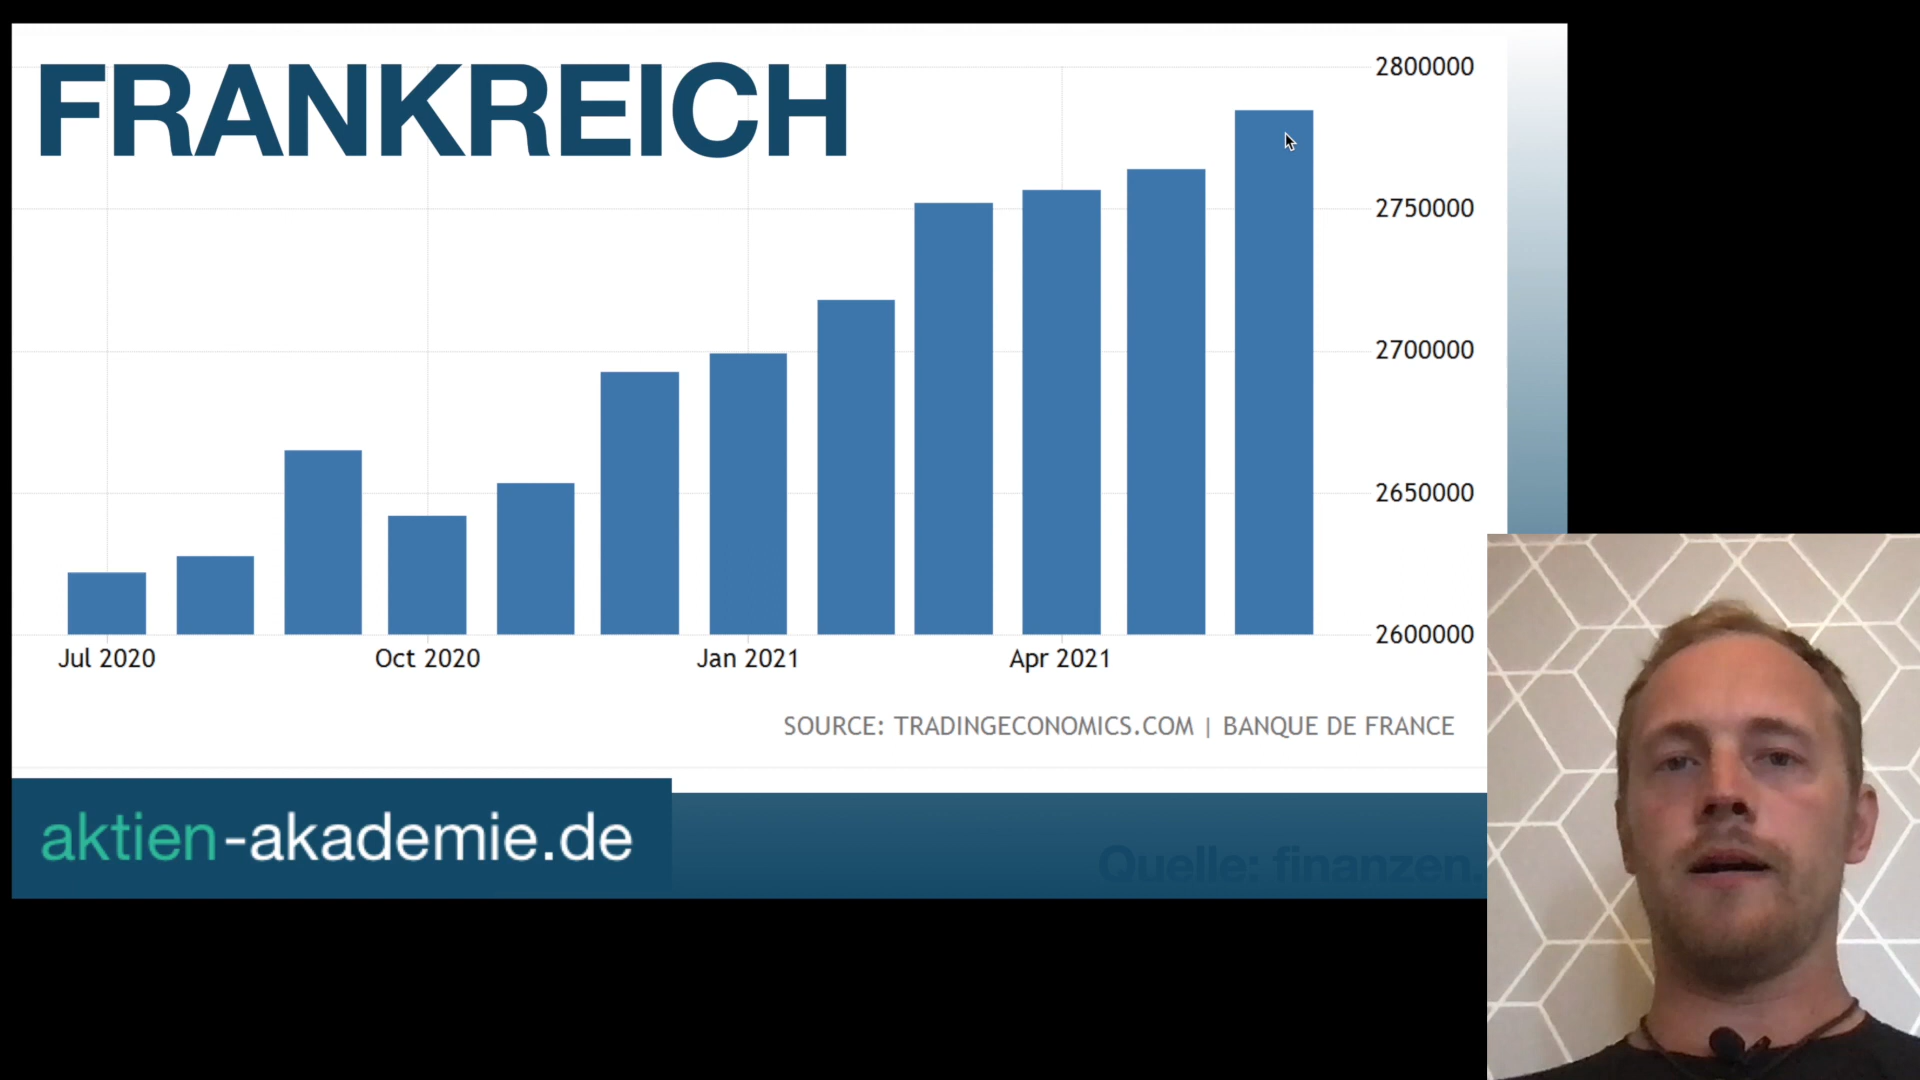 FRANKREICH
2800000
2750000
2700000
2650000
2600000
Jul 2020 Oct 2020 Jan 2021 Apr 2021
SOURCE: TRADINGECONOMICS.COM | BANQUE DE FRANCE
aktien-akademie.de
Quelle: finanzen.